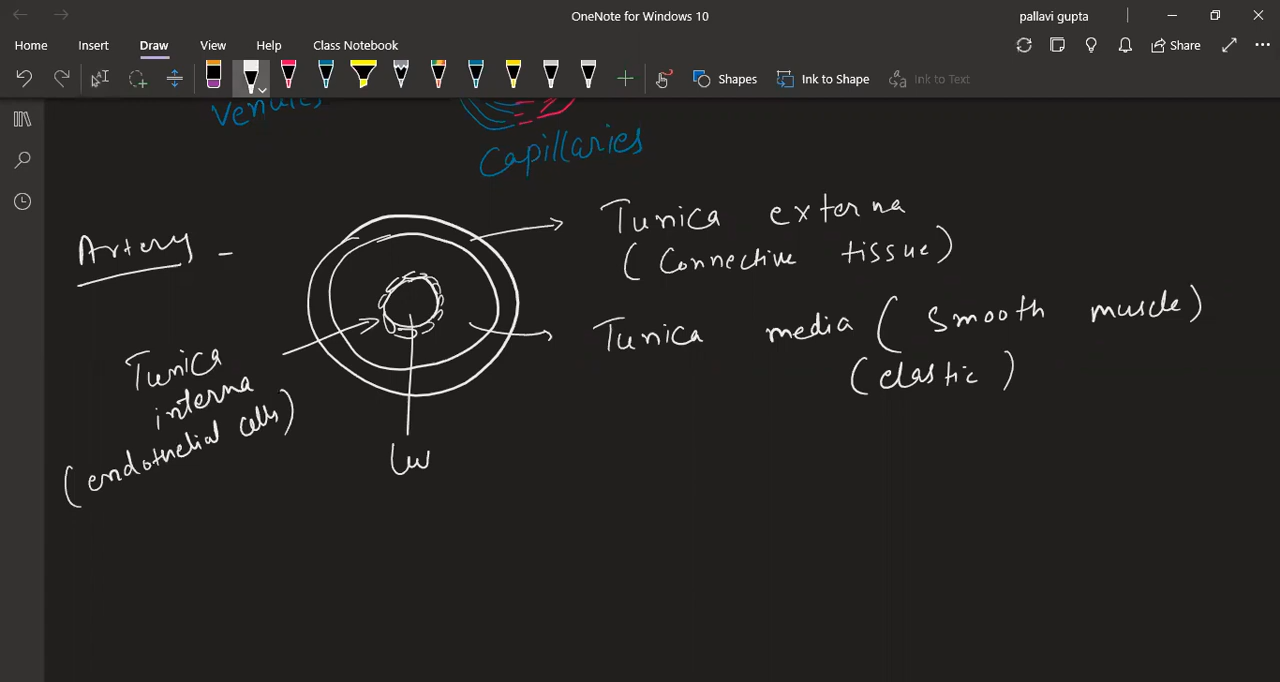 OneNote for Windows 10
pallavi gupta
Home Insert Draw View Help Class Notebook
Share
Shapes Ink to Shape Ink to Text
Venules
Capillaries
Artery -
Tunica externa
(Connective tissue)
Tunica media (Smooth muscle)
(elastic)
Tunica
interna
(endothelial cells)
Lu